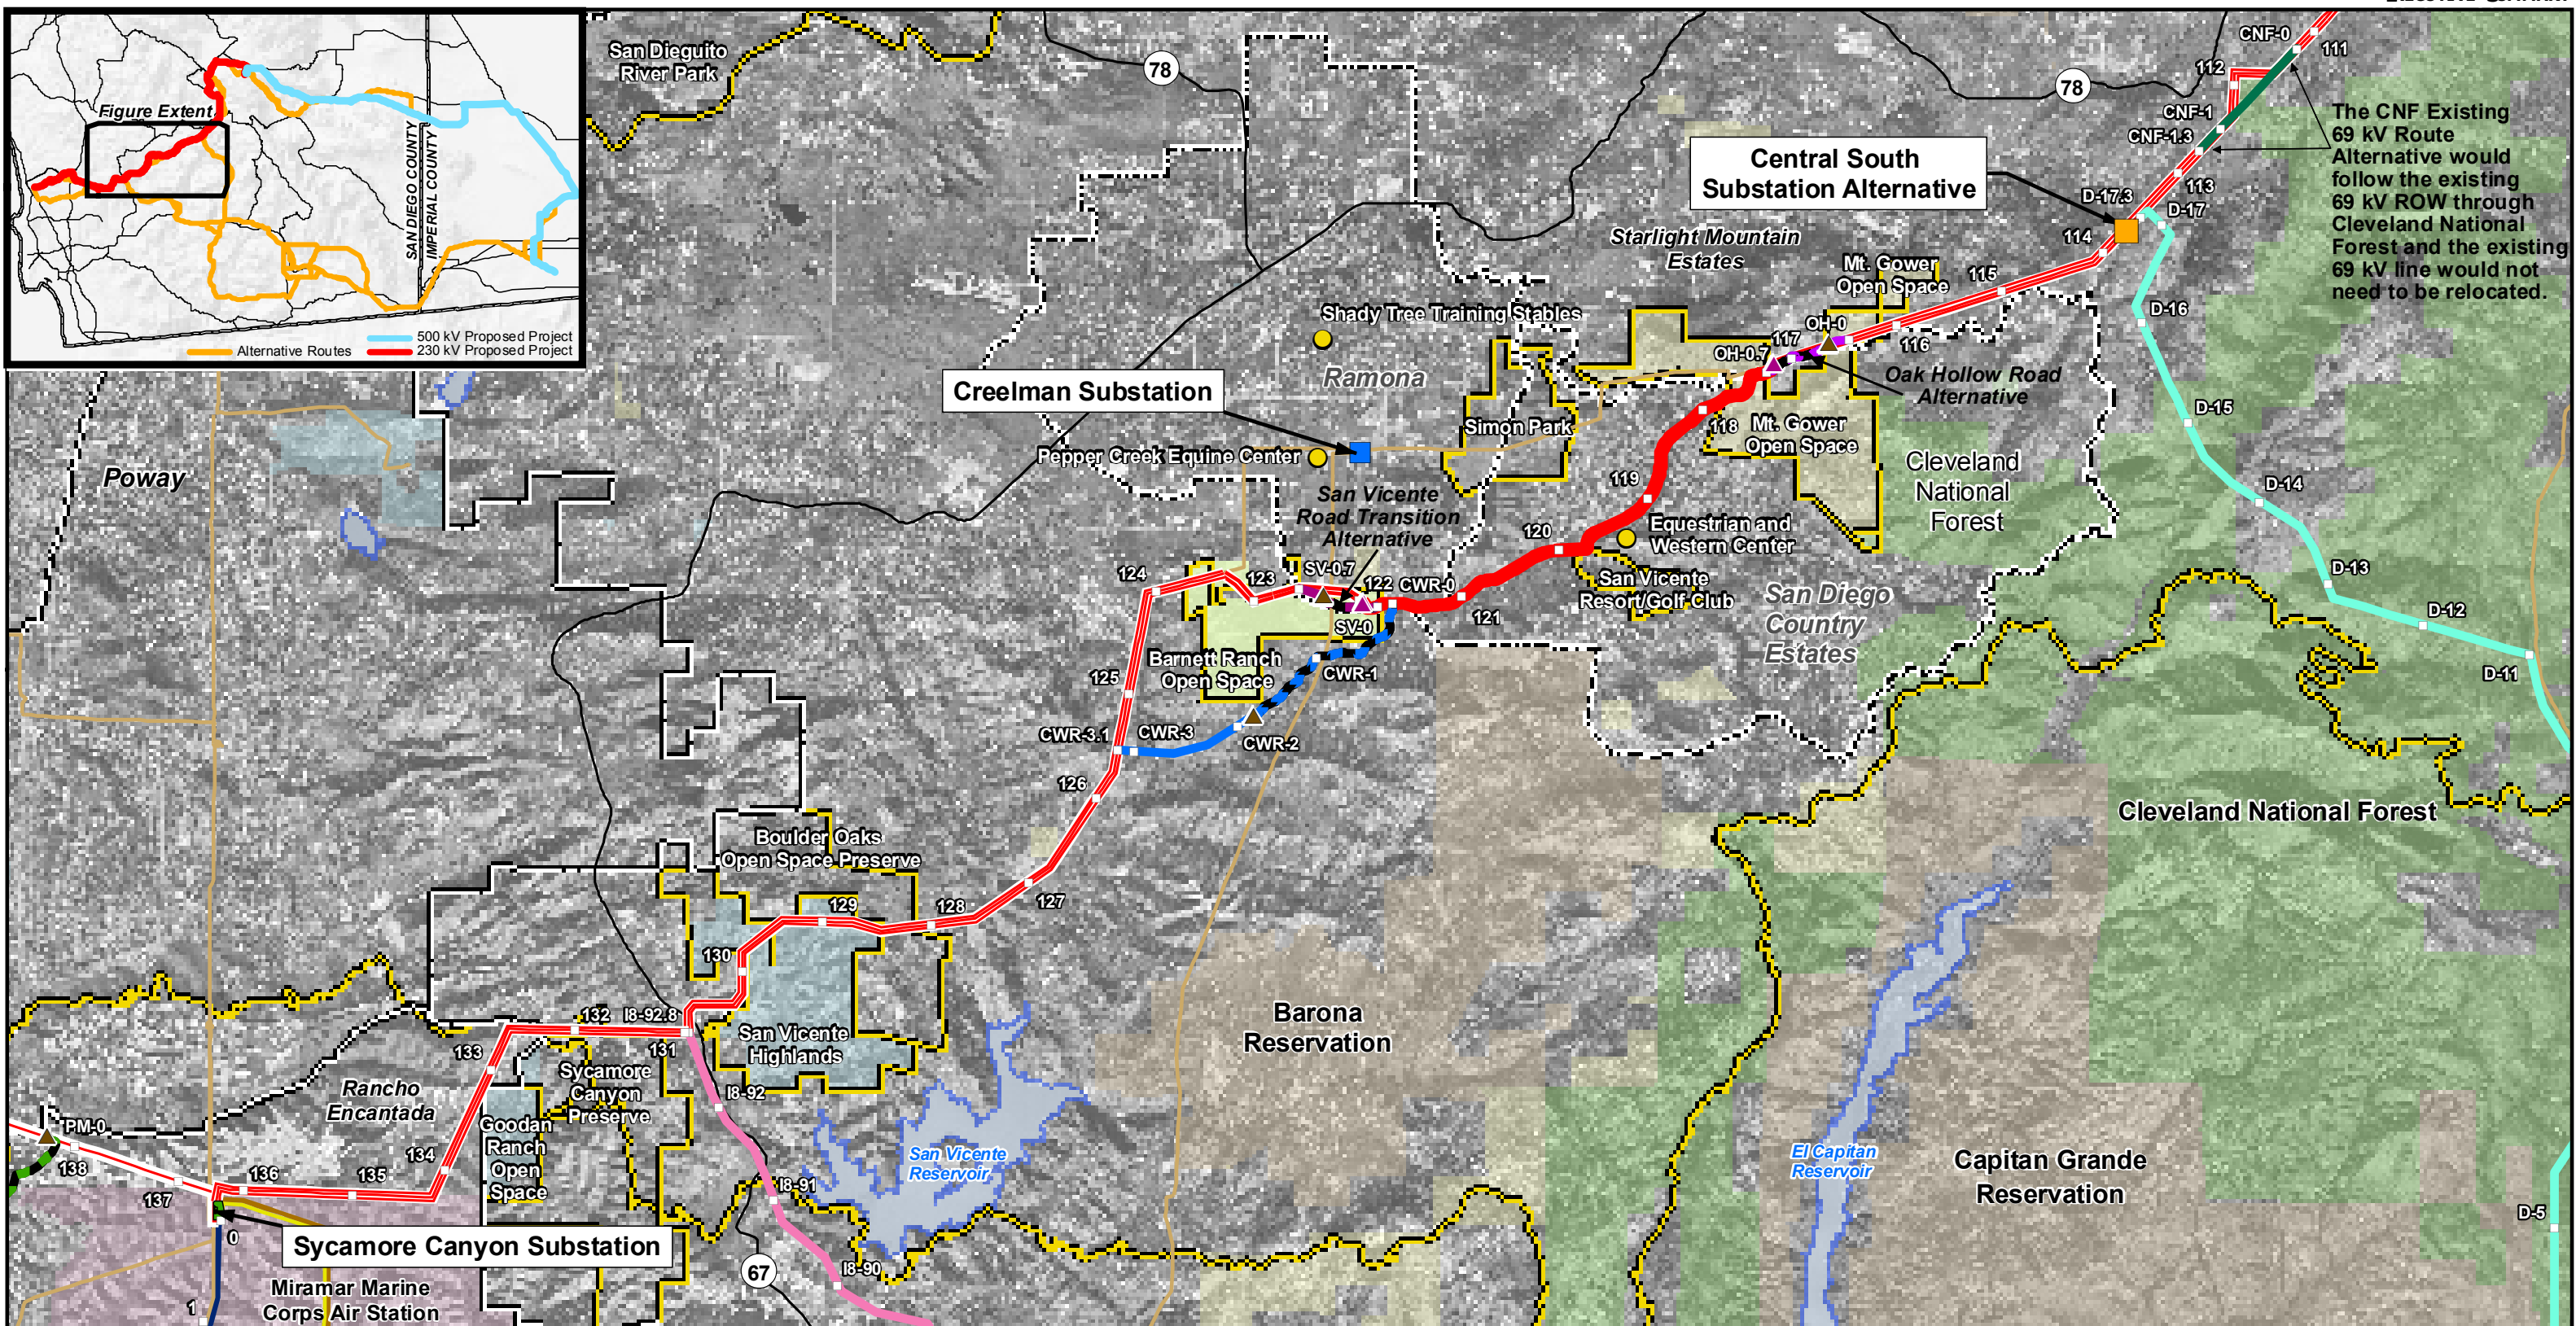 Figure Extent
SAN DIEGO COUNTY
IMPERIAL COUNTY
500 kV Proposed Project
Alternative Routes
230 kV Proposed Project
San Dieguito
River Park
78
78
CNF-0
111
112
CNF-1
CNF-1.3
The CNF Existing
69 kV Route
Alternative would
follow the existing
69 kV ROW through
Cleveland National
Forest and the existing
69 kV line would not
need to be relocated.
Central South
Substation Alternative
113
D-17.3
D-17
114
Starlight Mountain
Estates
Mt. Gower
Open Space
115
D-16
Shady Tree Training Stables
OH-0
117
116
OH-0.7
Oak Hollow Road
Alternative
Ramona
Creelman Substation
D-15
118
Mt. Gower
Open Space
Simon Park
Pepper Creek Equine Center
Poway
Cleveland
National
Forest
119
D-14
San Vicente
Road Transition
Alternative
120
Equestrian and
Western Center
D-13
124
123
SV-0.7
122
CWR-0
121
San Vicente
Resort/Golf Club
San Diego
Country
Estates
D-12
SV-0
Barnett Ranch
Open Space
CWR-1
D-11
125
CWR-3.1
CWR-3
CWR-2
126
Cleveland National Forest
Boulder Oaks
Open Space Preserve
127
128
129
130
Barona
Reservation
132
I8-92.8
131
133
San Vicente
Highlands
Sycamore
Canyon
Preserve
Rancho
Encantada
I8-92
Goodan
Ranch
Open
Space
PM-0
138
134
San Vicente
Reservoir
El Capitan
Reservoir
Capitan Grande
Reservation
136
135
137
I8-91
D-5
0
Sycamore Canyon Substation
67
I8-90
Miramar Marine
Corps Air Station
1